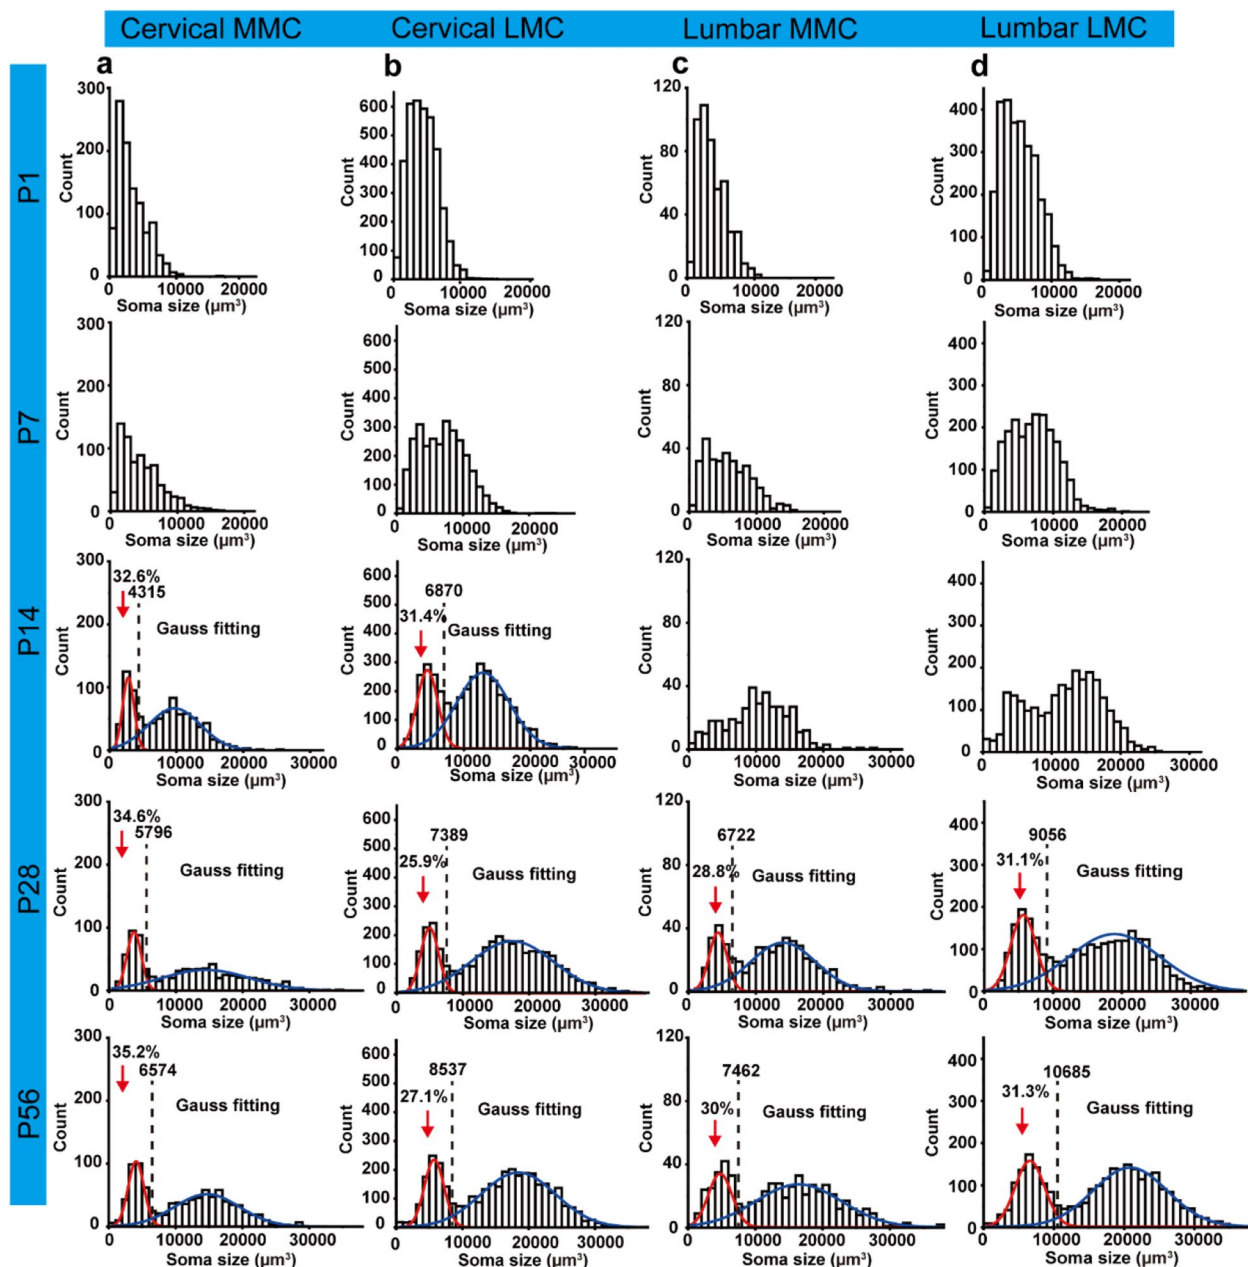 Cervical MMC Cervical LMC Lumbar MMC Lumbar LMC
a b c d
P1
300 200 100 0
Count
0 10000 20000
Soma size (µm³)
600 500 400 300 200 100 0
Count
0 10000 20000
Soma size (µm³)
120 80 40 0
Count
0 10000 20000
Soma size (µm³)
400 300 200 100 0
Count
0 10000 20000
Soma size (µm³)
P7
300 200 100 0
Count
0 10000 20000
Soma size (µm³)
600 500 400 300 200 100 0
Count
0 10000 20000
Soma size (µm³)
120 80 40 0
Count
0 10000 20000
Soma size (µm³)
400 300 200 100 0
Count
0 10000 20000
Soma size (µm³)
P14
300 200 100 0
Count
32.6%
4315
Gauss fitting
0 10000 20000 30000
Soma size (µm³)
600 500 400 300 200 100 0
Count
6870
31.4%
Gauss fitting
0 10000 20000 30000
Soma size (µm³)
120 80 40 0
Count
0 10000 20000 30000
Soma size (µm³)
400 300 200 100 0
Count
0 10000 20000 30000
Soma size (µm³)
P28
300 200 100 0
Count
34.6%
5796
Gauss fitting
0 10000 20000 30000
Soma size (µm³)
600 500 400 300 200 100 0
Count
7389
25.9%
Gauss fitting
0 10000 20000 30000
Soma size (µm³)
120 80 40 0
Count
6722
28.8%
Gauss fitting
0 10000 20000 30000
Soma size (µm³)
400 300 200 100 0
Count
9056
31.1%
Gauss fitting
0 10000 20000 30000
Soma size (µm³)
P56
300 200 100 0
Count
35.2%
6574
Gauss fitting
0 10000 20000 30000
Soma size (µm³)
600 500 400 300 200 100 0
Count
8537
27.1%
Gauss fitting
0 10000 20000 30000
Soma size (µm³)
120 80 40 0
Count
7462
30%
Gauss fitting
0 10000 20000 30000
Soma size (µm³)
400 300 200 100 0
Count
10685
31.3%
Gauss fitting
0 10000 20000 30000
Soma size (µm³)